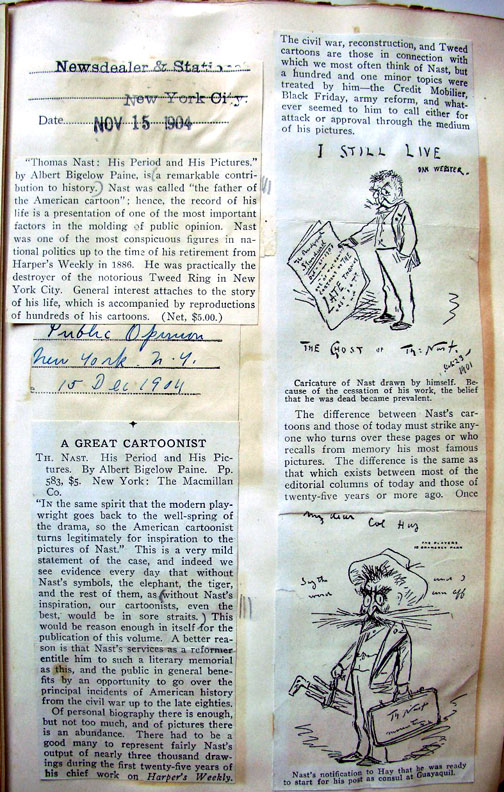 Newsdealer & Stationer
New York City.
Date
NOV 15 1904
"Thomas Nast: His Period and His Pictures."
by Albert Bigelow Paine, is a remarkable contri-
bution to history. Nast was called "the father of
the American cartoon"; hence, the record of his
life is a presentation of one of the most important
factors in the molding of public opinion. Nast
was one of the most conspicuous figures in na-
tional politics up to the time of his retirement from
Harper's Weekly in 1886. He was practically the
destroyer of the notorious Tweed Ring in New
York City. General interest attaches to the story
of his life, which is accompanied by reproductions
of hundreds of his cartoons. (Net, $5.00.)
Public Opinion
New York. N.Y.
15 Dec 1904
A GREAT CARTOONIST
TH. NAST. His Period and His Pic-
tures. By Albert Bigelow Paine. Pp.
583, $5. New York: The Macmillan
Co.
"IN the same spirit that the modern play-
wright goes back to the well-spring of
the drama, so the American cartoonist
turns legitimately for inspiration to the
pictures of Nast." This is a very mild
statement of the case, and indeed we
see evidence every day that without
Nast's symbols, the elephant, the tiger,
and the rest of them, as without Nast's
inspiration, our cartoonists, even the
best, would be in sore straits. This
would be reason enough in itself for the
publication of this volume. A better rea-
son is that Nast's services as a reformer
entitle him to such a literary memorial
as this, and the public in general bene-
fits by an opportunity to go over the
principal incidents of American history
from the civil war up to the late eighties.
Of personal biography there is enough,
but not too much, and of pictures there
is an abundance. There had to be a
good many to represent fairly Nast's
output of nearly three thousand draw-
ings during the first twenty-five years of
his chief work on Harper's Weekly.
The civil war, reconstruction, and Tweed
cartoons are those in connection with
which we most often think of Nast, but
a hundred and one minor topics were
treated by him—the Credit Mobilier,
Black Friday, army reform, and what-
ever seemed to him to call either for
attack or approval through the medium
of his pictures.
I STILL LIVE
DAN WEBSTER.
THE
LATE
THE GHOST OF Th: Nast.
1901
Caricature of Nast drawn by himself. Be-
cause of the cessation of his work, the belief
that he was dead became prevalent.
The difference between Nast's car-
toons and those of today must strike any-
one who turns over these pages or who
recalls from memory his most famous
pictures. The difference is the same as
that which exists between most of the
editorial columns of today and those of
twenty-five years or more ago. Once
My dear Col Hay
THE PLAYERS
16 GRAMERCY PARK
Say the word and I am off
Th Nast
Nast's notification to Hay that he was ready
to start for his post as consul at Guayaquil.